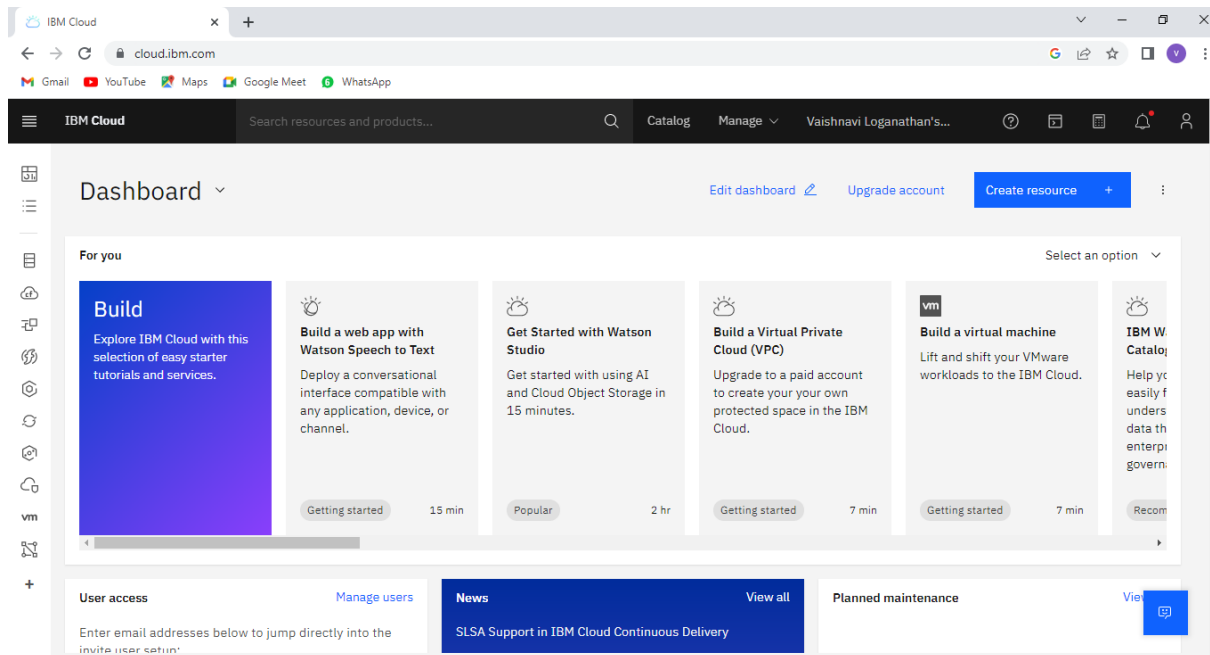 IBM Cloud
cloud.ibm.com
Gmail YouTube Maps Google Meet 6 WhatsApp
IBM Cloud Search resources and products... Catalog Manage Vaishnavi Loganathan's...
Dashboard Edit dashboard Upgrade account Create resource +
For you Select an option
Build
Explore IBM Cloud with this
selection of easy starter
tutorials and services.
Build a web app with
Watson Speech to Text
Deploy a conversational
interface compatible with
any application, device, or
channel.
Getting started 15 min
Get Started with Watson
Studio
Get started with using AI
and Cloud Object Storage in
15 minutes.
Popular 2 hr
Build a Virtual Private
Cloud (VPC)
Upgrade to a paid account
to create your your own
protected space in the IBM
Cloud.
Getting started 7 min
vm
Build a virtual machine
Lift and shift your VMware
workloads to the IBM Cloud.
Getting started 7 min
IBM
Help
easily
data
vm
User access Manage users
Enter email addresses below to jump directly into the
invite user setup:
News View all
SLSA Support in IBM Cloud Continuous Delivery
Planned maintenance